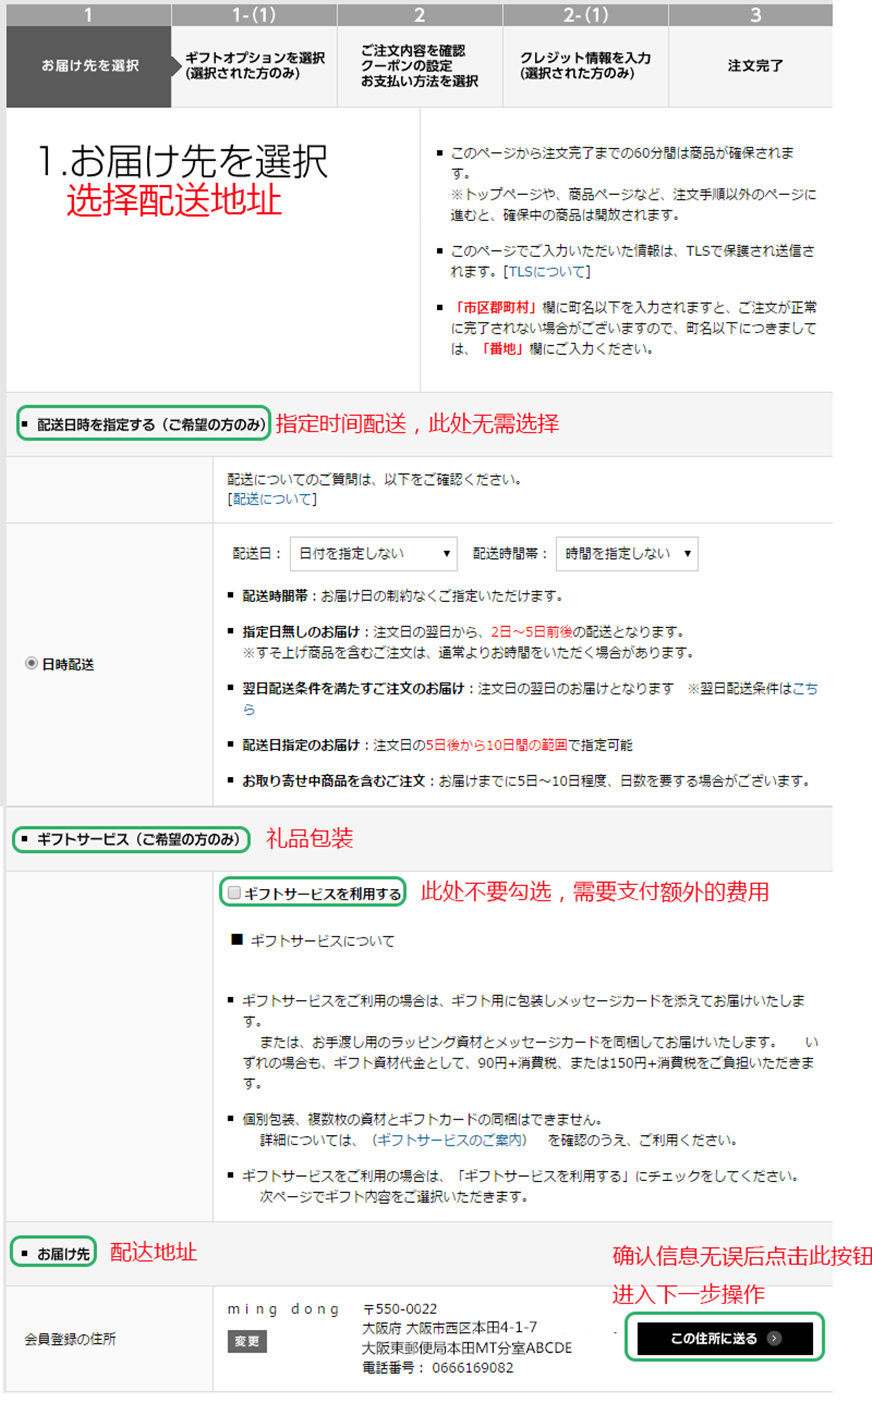 1
1-(1)
2
2-(1)
3
お届け先を選択
ギフトオプションを選択
(選択された方のみ)
ご注文内容を確認
クーポンの設定
お支払い方法を選択
クレジット情報を入力
(選択された方のみ)
注文完了
1.お届け先を選択
选择配送地址
▪ このページから注文完了までの60分間は商品が確保されま
す。
※トップページや、商品ページなど、注文手順以外のページに
進むと、確保中の商品は開放されます。
▪ このページでご入力いただいた情報は、TLSで保護され送信さ
れます。[TLSについて]
▪ 「市区郡町村」欄に町名以下を入力されますと、ご注文が正常
に完了されない場合がございますので、町名以下につきまして
は、「番地」欄にご入力ください。
▪ 配送日時を指定する（ご希望の方のみ）
指定时间配送，此处无需选择
配送についてのご質問は、以下をご確認ください。
[配送について]
日時配送
配送日： 日付を指定しない ▼ 配送時間帯： 時間を指定しない ▼
▪ 配送時間帯：お届け日の制約なくご指定いただけます。
▪ 指定日無しのお届け：注文日の翌日から、2日～5日前後の配送となります。
※すそ上げ商品を含むご注文は、通常よりお時間をいただく場合があります。
▪ 翌日配送条件を満たすご注文のお届け：注文日の翌日のお届けとなります　※翌日配送条件はこち
ら
▪ 配送日指定のお届け：注文日の5日後から10日間の範囲で指定可能
▪ お取り寄せ中商品を含むご注文：お届けまでに5日～10日程度、日数を要する場合がございます。
▪ ギフトサービス（ご希望の方のみ）
礼品包装
ギフトサービスを利用する
此处不要勾选，需要支付额外的费用
■ ギフトサービスについて
▪ ギフトサービスをご利用の場合は、ギフト用に包装しメッセージカードを添えてお届けいたしま
す。
または、お手渡し用のラッピング資材とメッセージカードを同梱してお届けいたします。　い
ずれの場合も、ギフト資材代金として、90円+消費税、または150円+消費税をご負担いただきま
す。
▪ 個別包装、複数枚の資材とギフトカードの同梱はできません。
詳細については、（ギフトサービスのご案内）　を確認のうえ、ご利用ください。
▪ ギフトサービスをご利用の場合は、「ギフトサービスを利用する」にチェックをしてください。
次ページでギフト内容をご選択いただきます。
▪ お届け先
配达地址
确认信息无误后点击此按钮
进入下一步操作
会員登録の住所
ming dong
変更
〒550-0022
大阪府 大阪市西区本田4-1-7
大阪東郵便局本田MT分室ABCDE
電話番号： 0666169082
この住所に送る